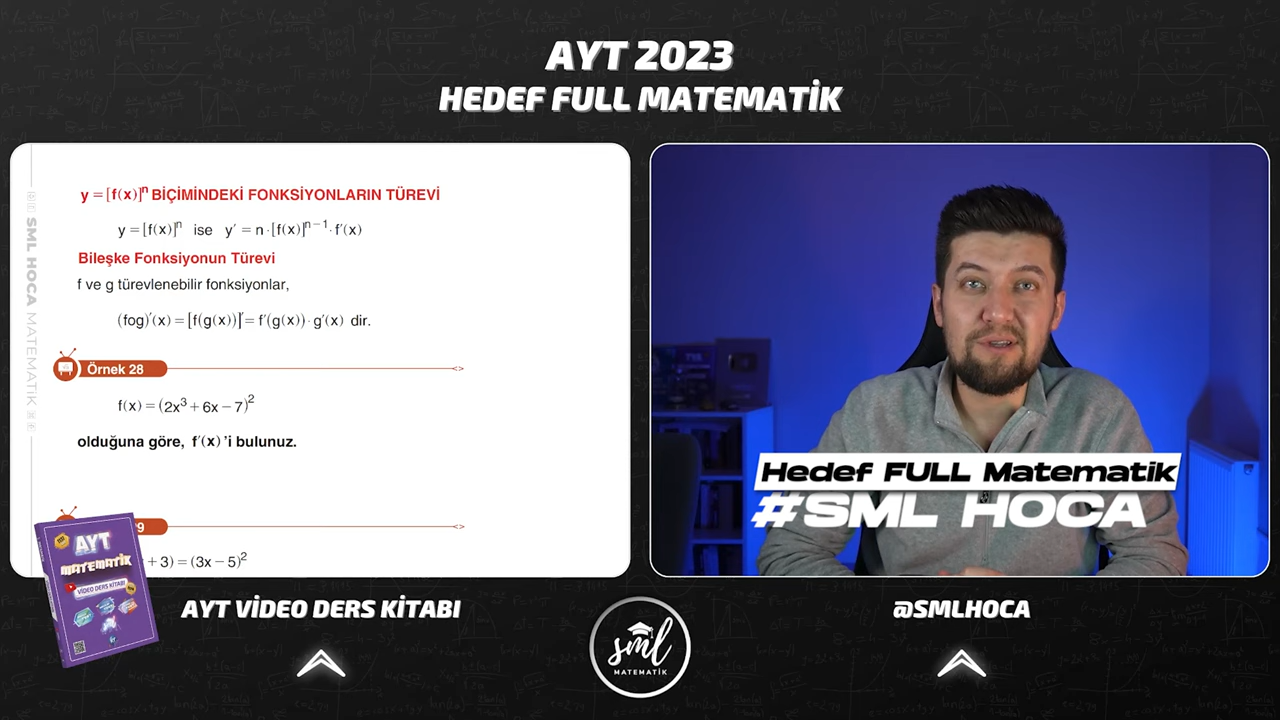 AYT 2023
HEDEF FULL MATEMATİK
SML HOCA MATEMATİK
y = [f(x)]ⁿ BİÇİMİNDEKİ FONKSİYONLARIN TÜREVİ
y = [f(x)]ⁿ ise y′ = n · [f(x)]ⁿ⁻¹ · f′(x)
Bileşke Fonksiyonun Türevi
f ve g türevlenebilir fonksiyonlar,
(fog)′(x) = [f(g(x))]′ = f′(g(x)) · g′(x) dir.
Örnek 28
f(x) = (2x³ + 6x − 7)²
olduğuna göre, f′(x) 'i bulunuz.
9
+ 3) = (3x − 5)²
AYT
MATEMATİK
VİDEO DERS KİTABI
Hedef FULL Matematik
#SML HOCA
AYT VİDEO DERS KİTABI
sml
MATEMATİK
@SMLHOCA